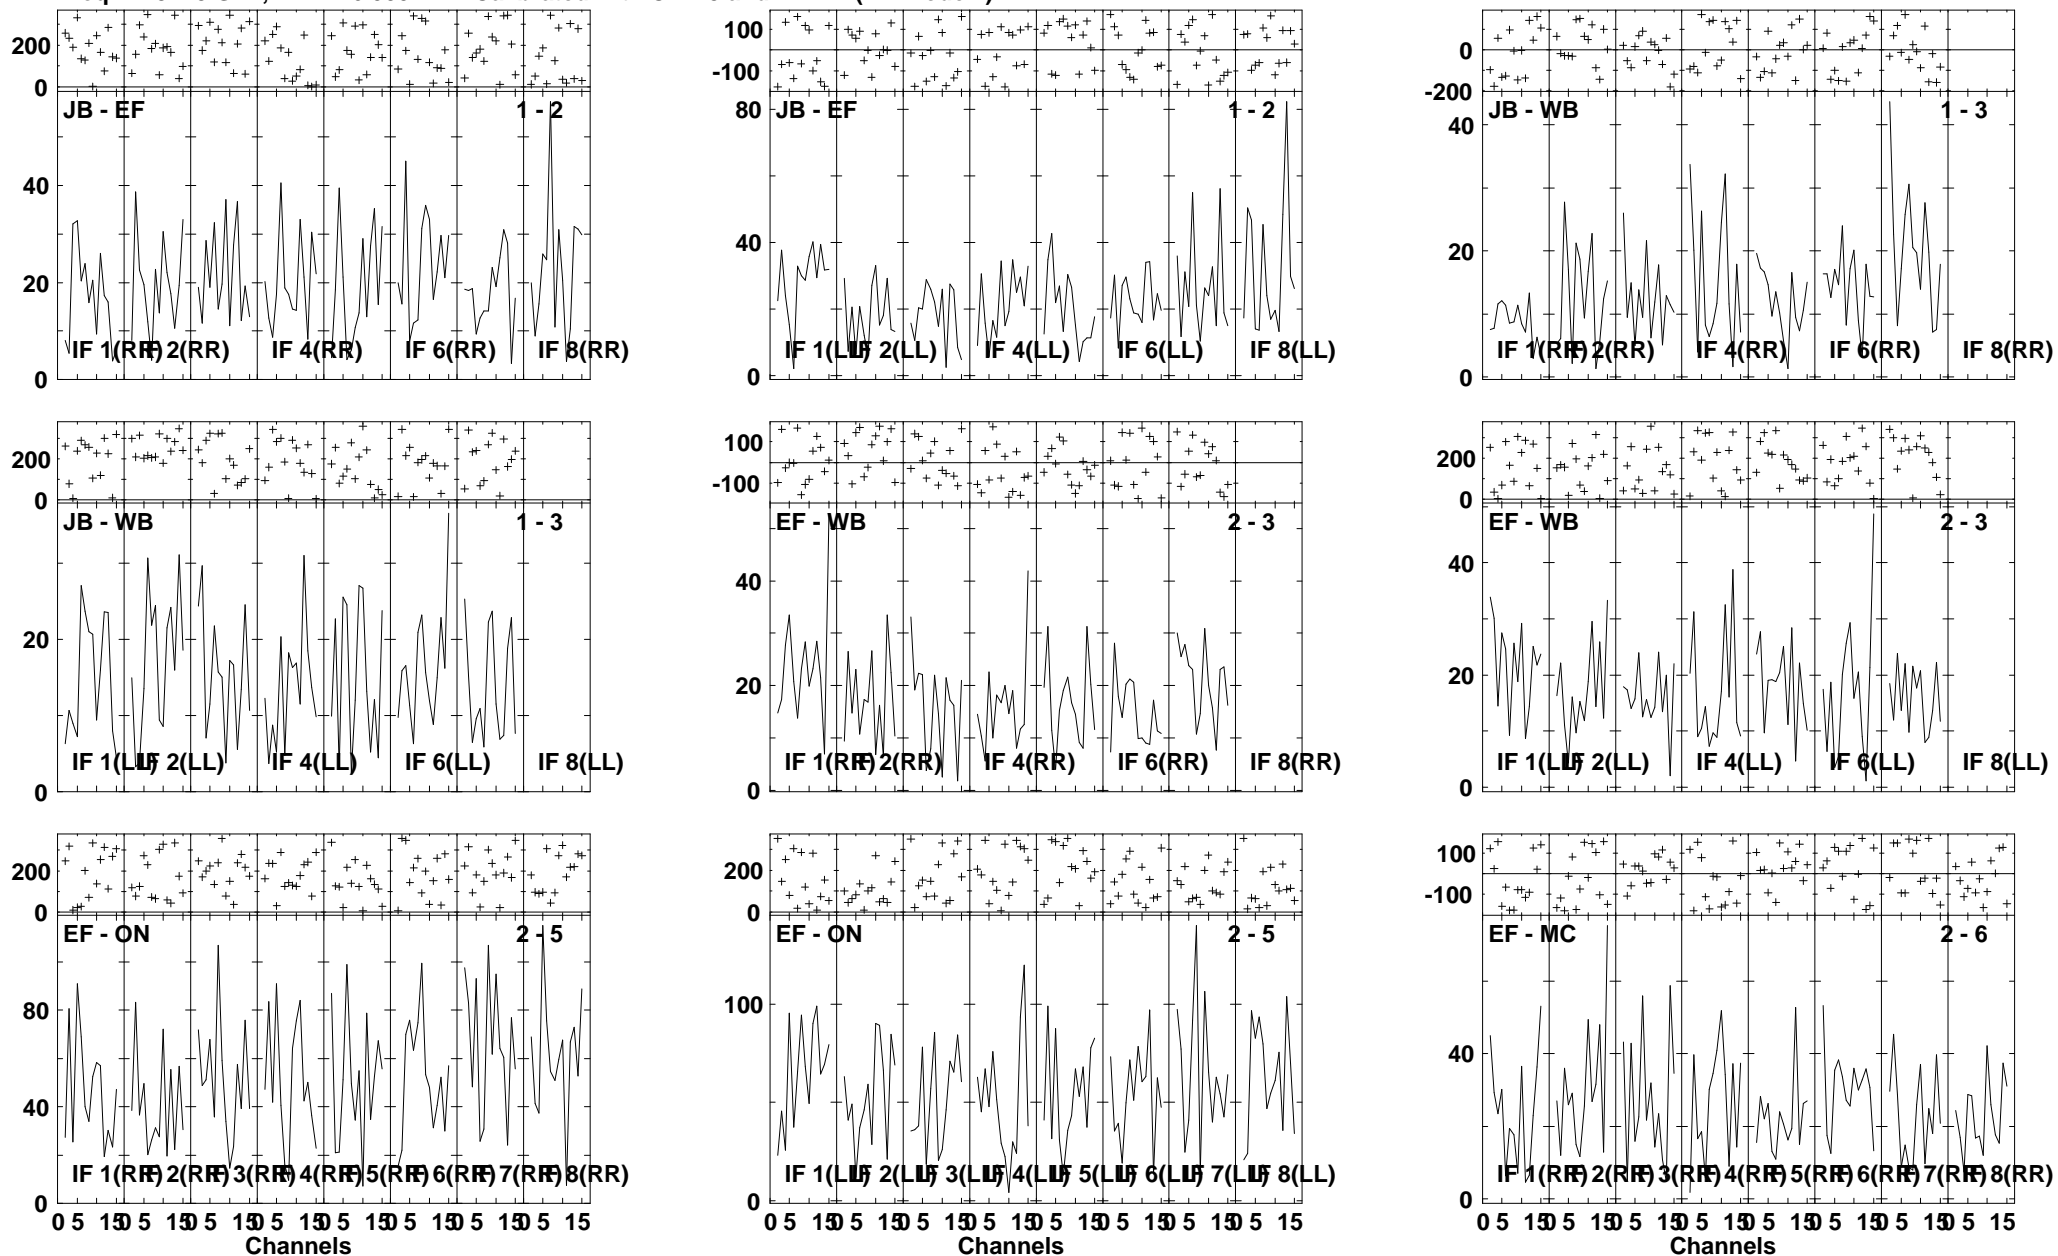 200
0
JB - EF 1 - 2
40
20
IF 1(RR) IF 2(RR) IF 4(RR) IF 6(RR) IF 8(RR)
0
100
-100
80
JB - EF 1 - 2
40
IF 1(LL) IF 2(LL) IF 4(LL) IF 6(LL) IF 8(LL)
0
0
-200
JB - WB 1 - 3
40
20
IF 1(RR) IF 2(RR) IF 4(RR) IF 6(RR) IF 8(RR)
0
200
0
JB - WB 1 - 3
20
IF 1(LL) IF 2(LL) IF 4(LL) IF 6(LL) IF 8(LL)
0
100
-100
EF - WB 2 - 3
40
20
IF 1(RR) IF 2(RR) IF 4(RR) IF 6(RR) IF 8(RR)
0
200
0
EF - WB 2 - 3
40
20
IF 1(LL) IF 2(LL) IF 4(LL) IF 6(LL) IF 8(LL)
0
200
0
EF - ON 2 - 5
80
40
IF 1(RR) IF 2(RR) IF 3(RR) IF 4(RR) IF 5(RR) IF 6(RR) IF 7(RR) IF 8(RR)
0
0 5 15 0 5 15 0 5 15 0 5 15 0 5 15 0 5 15 0 5 15 0 5 15
Channels
200
0
EF - ON 2 - 5
100
IF 1(LL) IF 2(LL) IF 3(LL) IF 4(LL) IF 5(LL) IF 6(LL) IF 7(LL) IF 8(LL)
0
0 5 15 0 5 15 0 5 15 0 5 15 0 5 15 0 5 15 0 5 15 0 5 15
Channels
100
-100
EF - MC 2 - 6
40
IF 1(RR) IF 2(RR) IF 3(RR) IF 4(RR) IF 5(RR) IF 6(RR) IF 7(RR) IF 8(RR)
0
0 5 15 0 5 15 0 5 15 0 5 15 0 5 15 0 5 15 0 5 15 0 5 15
Channels